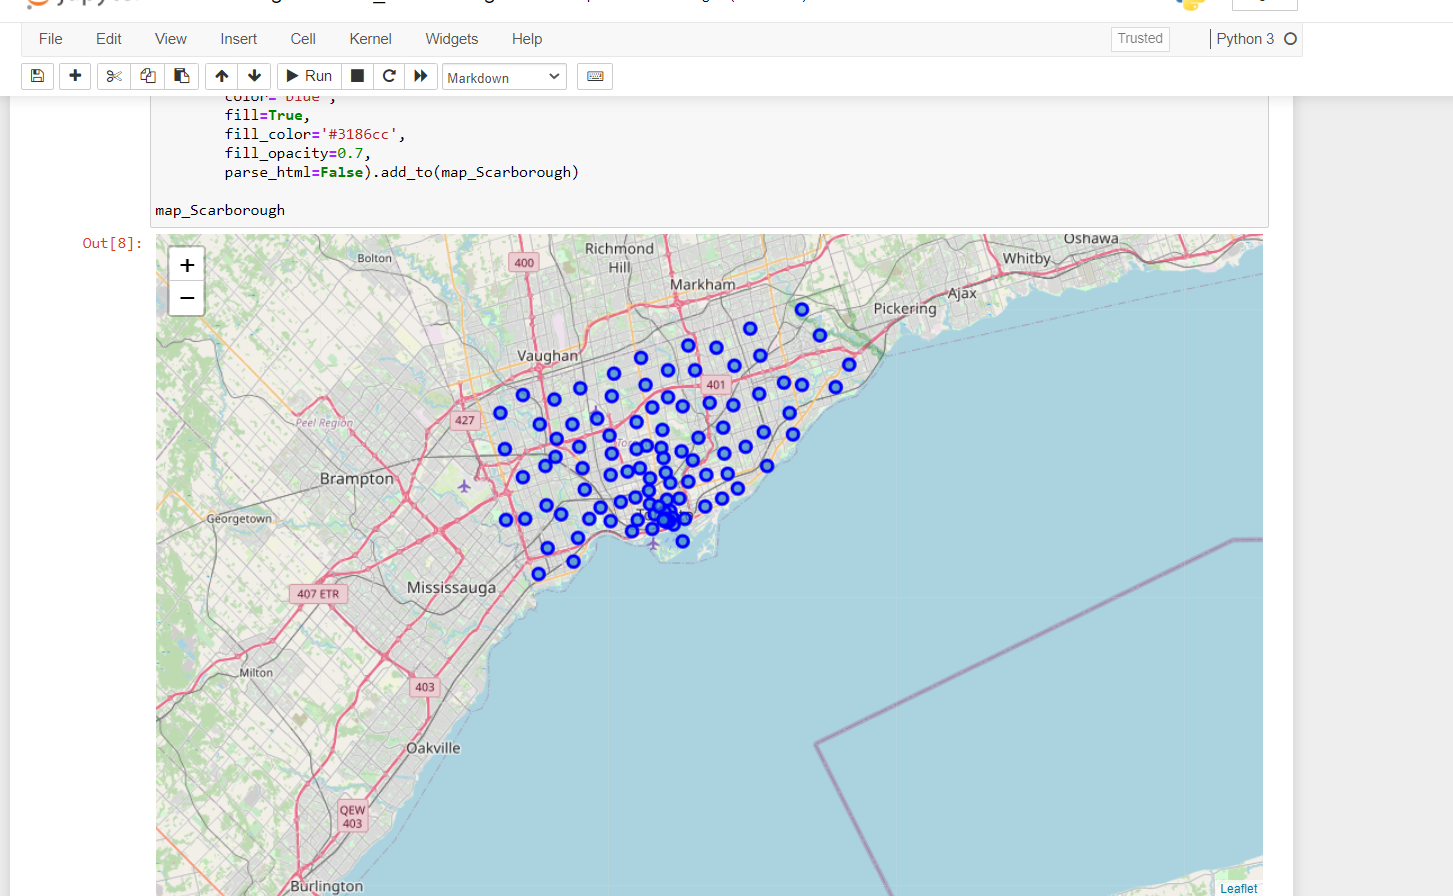 File Edit View Insert Cell Kernel Widgets Help Trusted Python 3
Run Markdown
color='blue',
fill=True,
fill_color='#3186cc',
fill_opacity=0.7,
parse_html=False).add_to(map_Scarborough)
map_Scarborough
Out[8]:
+
−
Bolton
400
Richmond
Hill
Oshawa
Whitby
Markham
Ajax
Pickering
Vaughan
401
427
Peel Region
Brampton
Georgetown
Mississauga
407 ETR
Milton
403
Oakville
QEW
403
Burlington
Leaflet